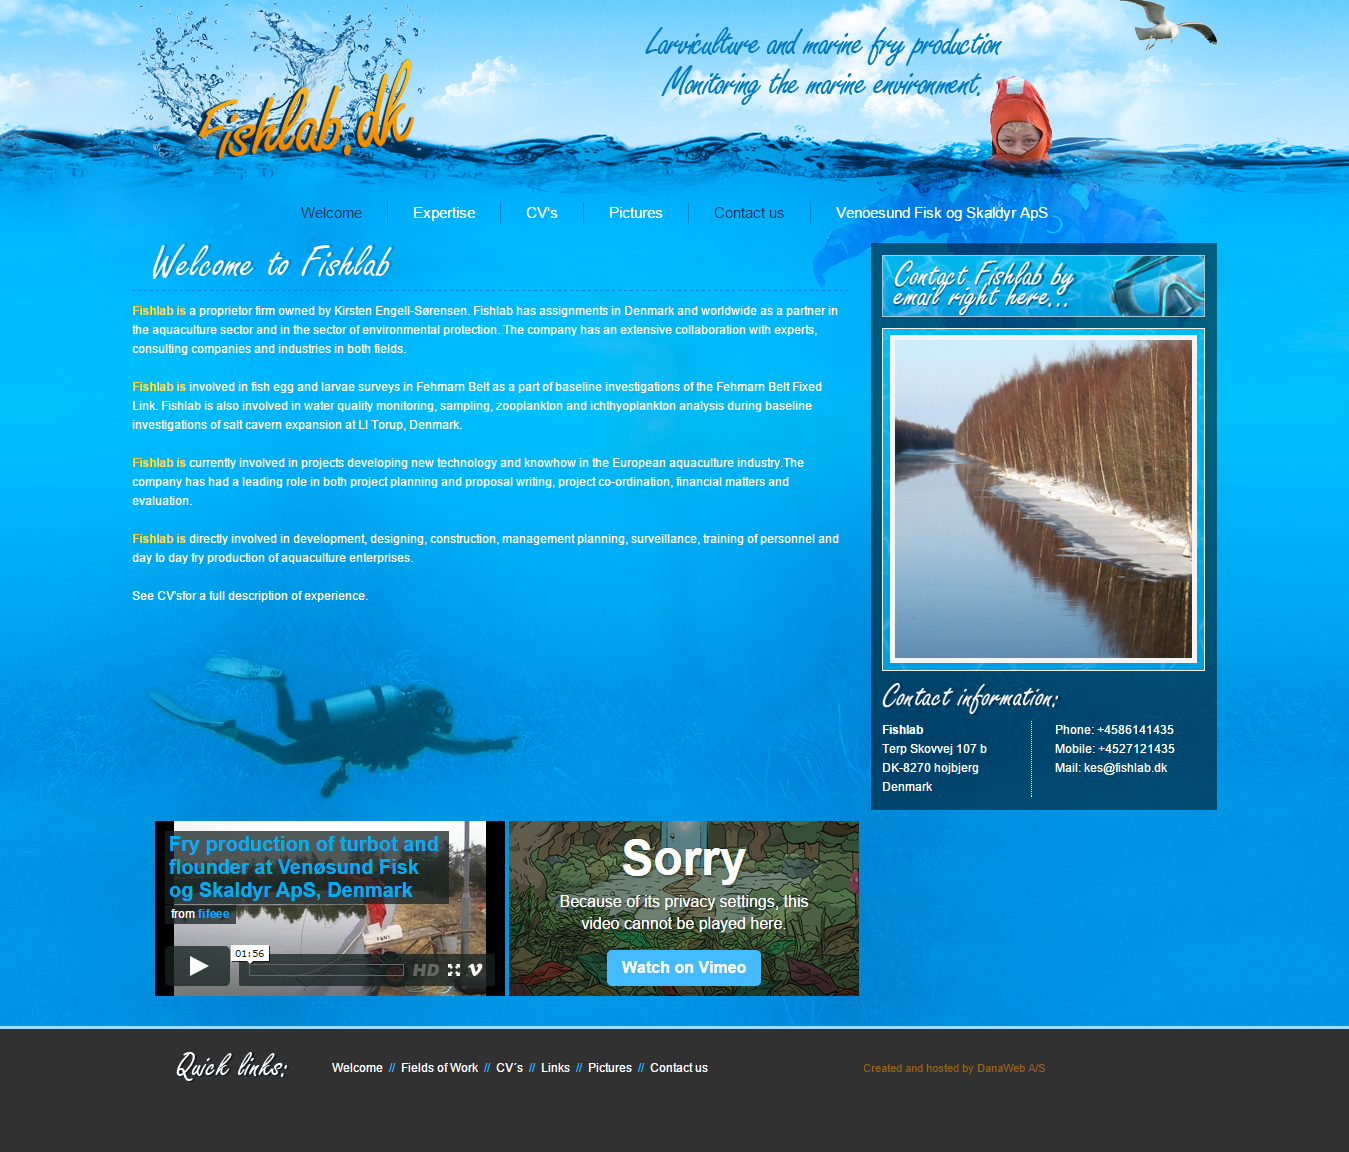 Larviculture and marine fry production
Monitoring the marine environment.
Fishlab.dk
Welcome
Expertise
CV's
Pictures
Contact us
Venoesund Fisk og Skaldyr ApS
Welcome to Fishlab
Fishlab is a proprietor firm owned by Kirsten Engell-Sørensen. Fishlab has assignments in Denmark and worldwide as a partner in
the aquaculture sector and in the sector of environmental protection. The company has an extensive collaboration with experts,
consulting companies and industries in both fields.
Fishlab is involved in fish egg and larvae surveys in Fehmarn Belt as a part of baseline investigations of the Fehmarn Belt Fixed
Link. Fishlab is also involved in water quality monitoring, sampling, zooplankton and ichthyoplankton analysis during baseline
investigations of salt cavern expansion at Ll Torup, Denmark.
Fishlab is currently involved in projects developing new technology and knowhow in the European aquaculture industry.The
company has had a leading role in both project planning and proposal writing, project co-ordination, financial matters and
evaluation.
Fishlab is directly involved in development, designing, construction, management planning, surveillance, training of personnel and
day to day fry production of aquaculture enterprises.
See CV'sfor a full description of experience.
Contact Fishlab by
email right here...
Contact information:
Fishlab
Terp Skovvej 107 b
DK-8270 hojbjerg
Denmark
Phone: +4586141435
Mobile: +4527121435
Mail: kes@fishlab.dk
Fry production of turbot and
flounder at Venøsund Fisk
og Skaldyr ApS, Denmark
from fifeee
01:56
HD
Sorry
Because of its privacy settings, this
video cannot be played here.
Watch on Vimeo
Quick links:
Welcome // Fields of Work // CV´s // Links // Pictures // Contact us
Created and hosted by DanaWeb A/S